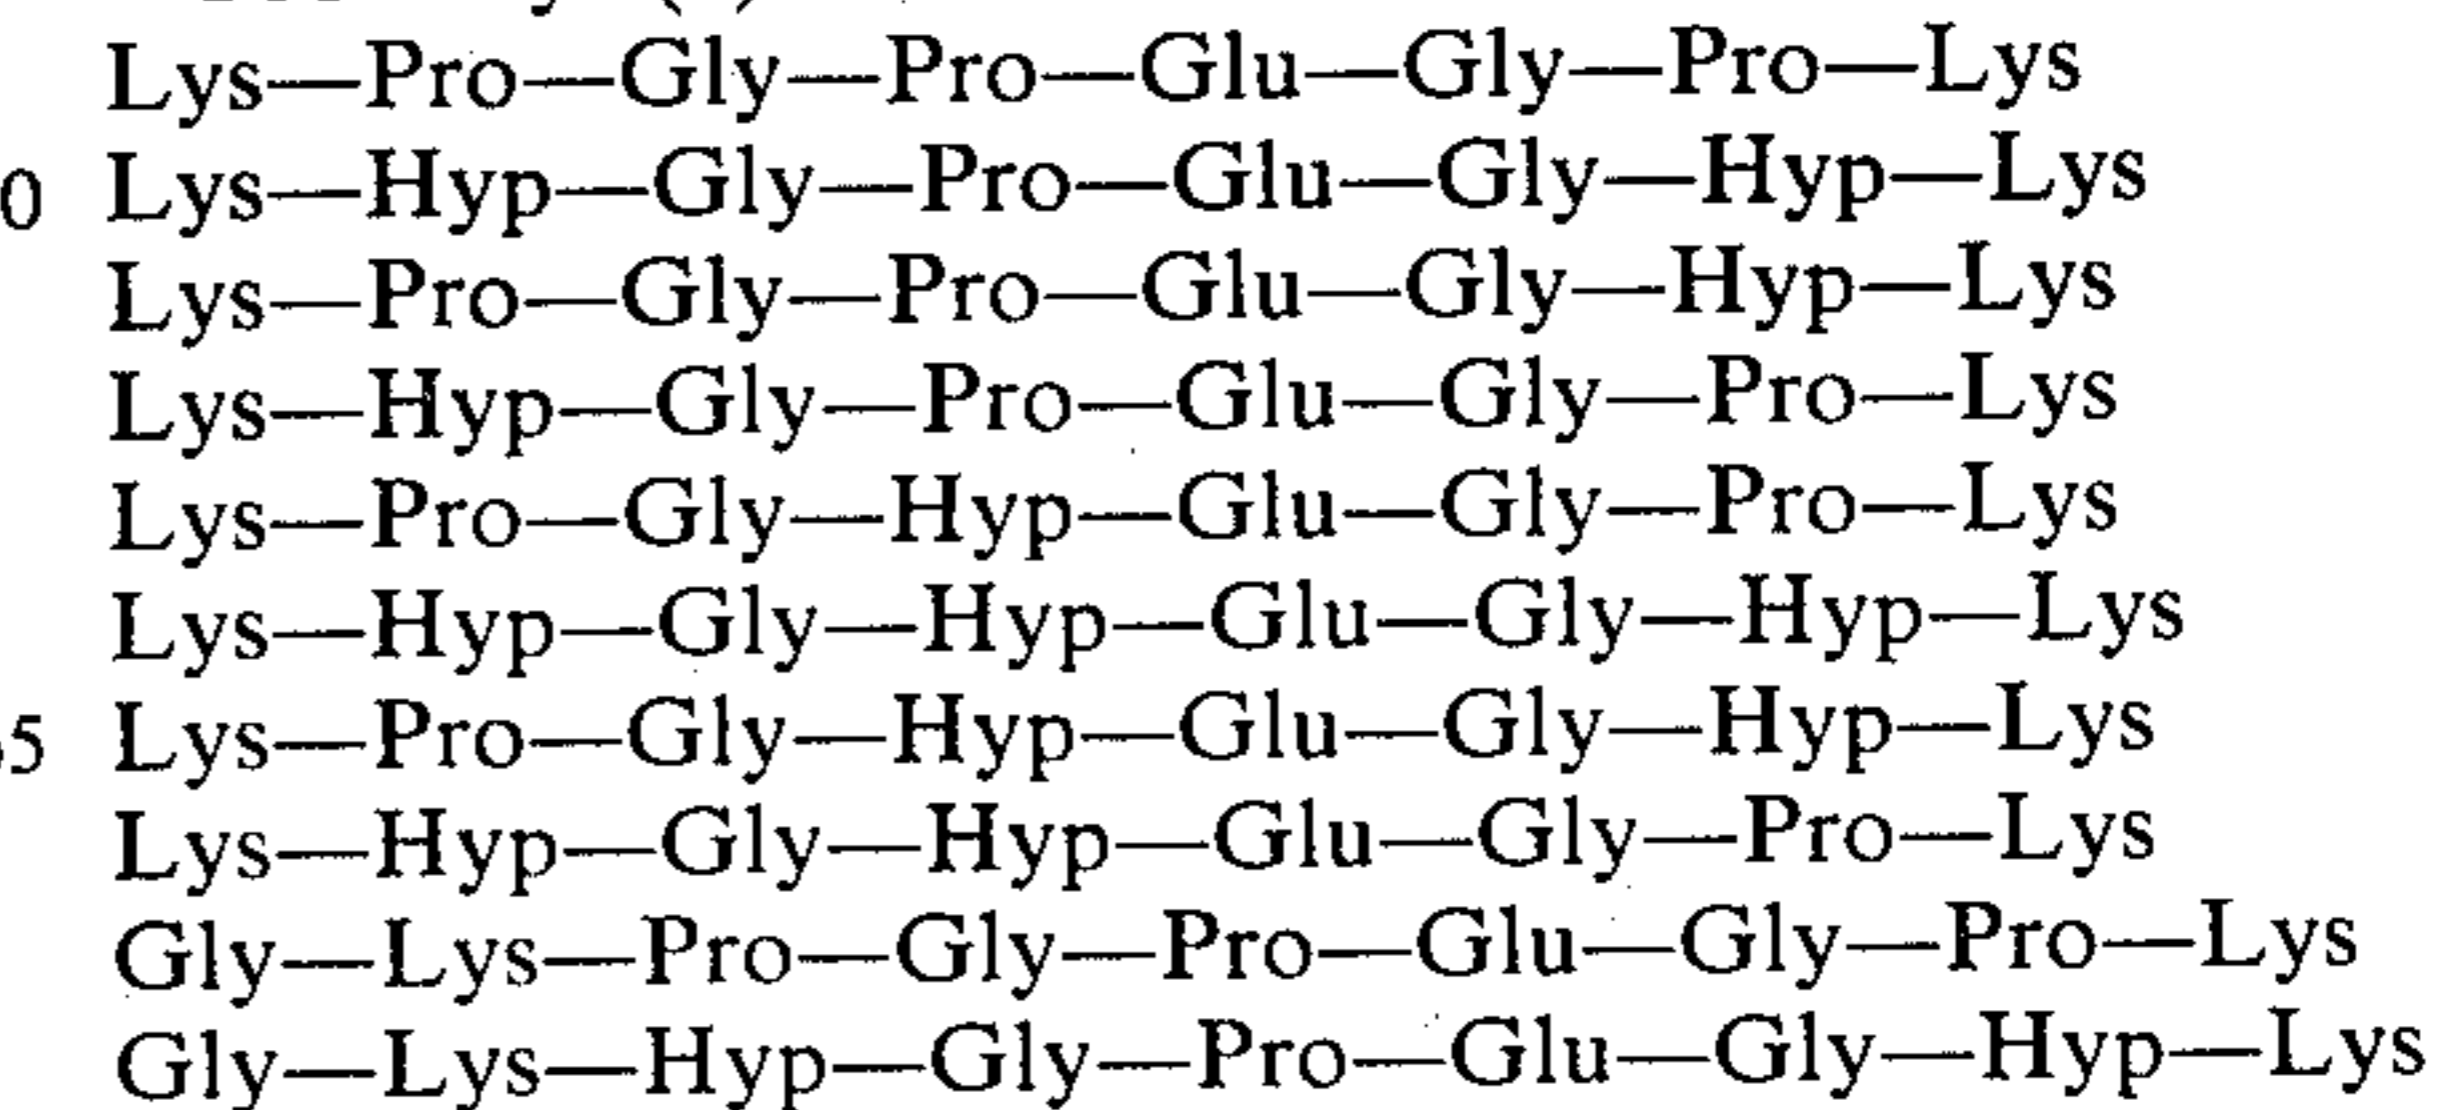 Lys—Pro—Gly—Pro—Glu—Gly—Pro—Lys
0 Lys—Hyp—Gly—Pro—Glu—Gly—Hyp—Lys
Lys—Pro—Gly—Pro—Glu—Gly—Hyp—Lys
Lys—Hyp—Gly—Pro—Glu—Gly—Pro—Lys
Lys—Pro—Gly—Hyp—Glu—Gly—Pro—Lys
Lys—Hyp—Gly—Hyp—Glu—Gly—Hyp—Lys
5 Lys—Pro—Gly—Hyp—Glu—Gly—Hyp—Lys
Lys—Hyp—Gly—Hyp—Glu—Gly—Pro—Lys
Gly—Lys—Pro—Gly—Pro—Glu—Gly—Pro—Lys
Gly—Lys—Hyp—Gly—Pro—Glu—Gly—Hyp—Lys